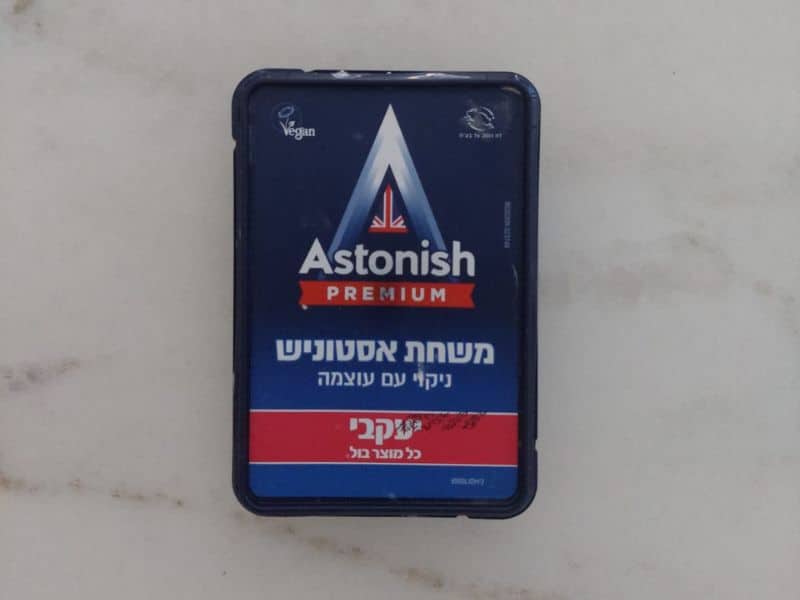 Vegan
Astonish
PREMIUM
משחת אסטוניש
ניקוי עם עוצמה
עקבי
כל מוצר בול